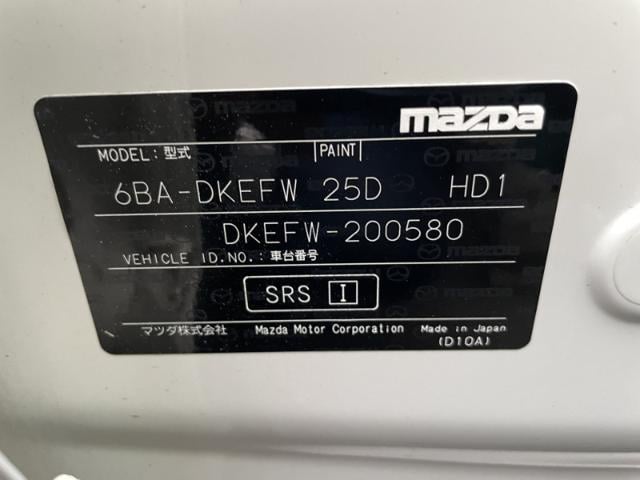 mazda
MODEL: 型式 PAINT
6BA-DKEFW 25D HD1
DKEFW-200580
VEHICLE ID.NO.: 車台番号
SRS I
マツダ株式会社 Mazda Motor Corporation Made in Japan
(D10A)